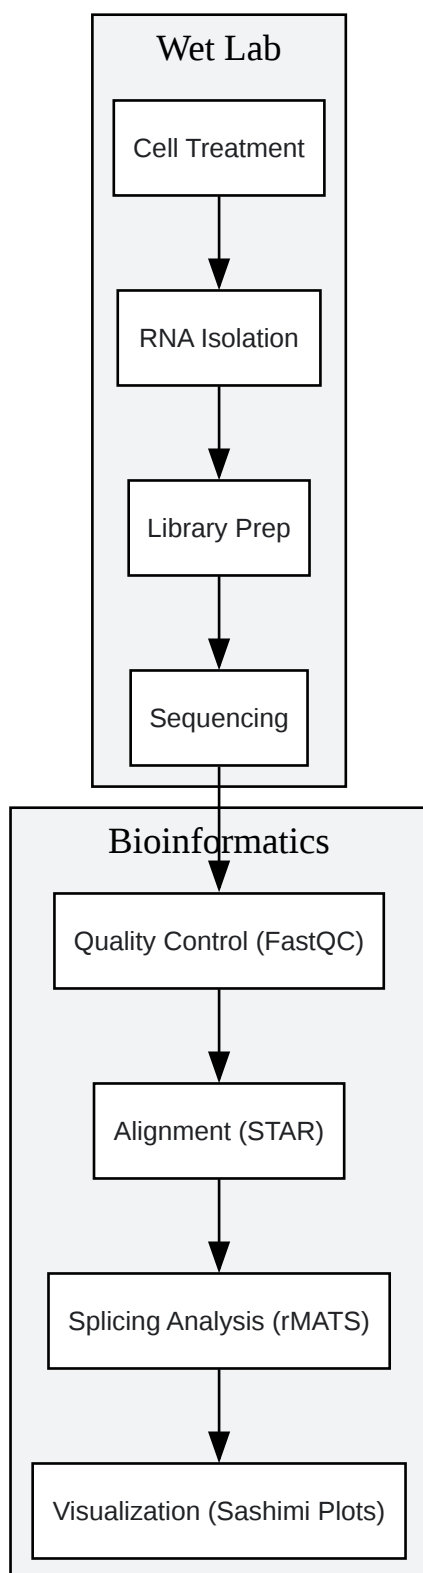 Wet Lab
Cell Treatment
RNA Isolation
Library Prep
Sequencing
Bioinformatics
Quality Control (FastQC)
Alignment (STAR)
Splicing Analysis (rMATS)
Visualization (Sashimi Plots)